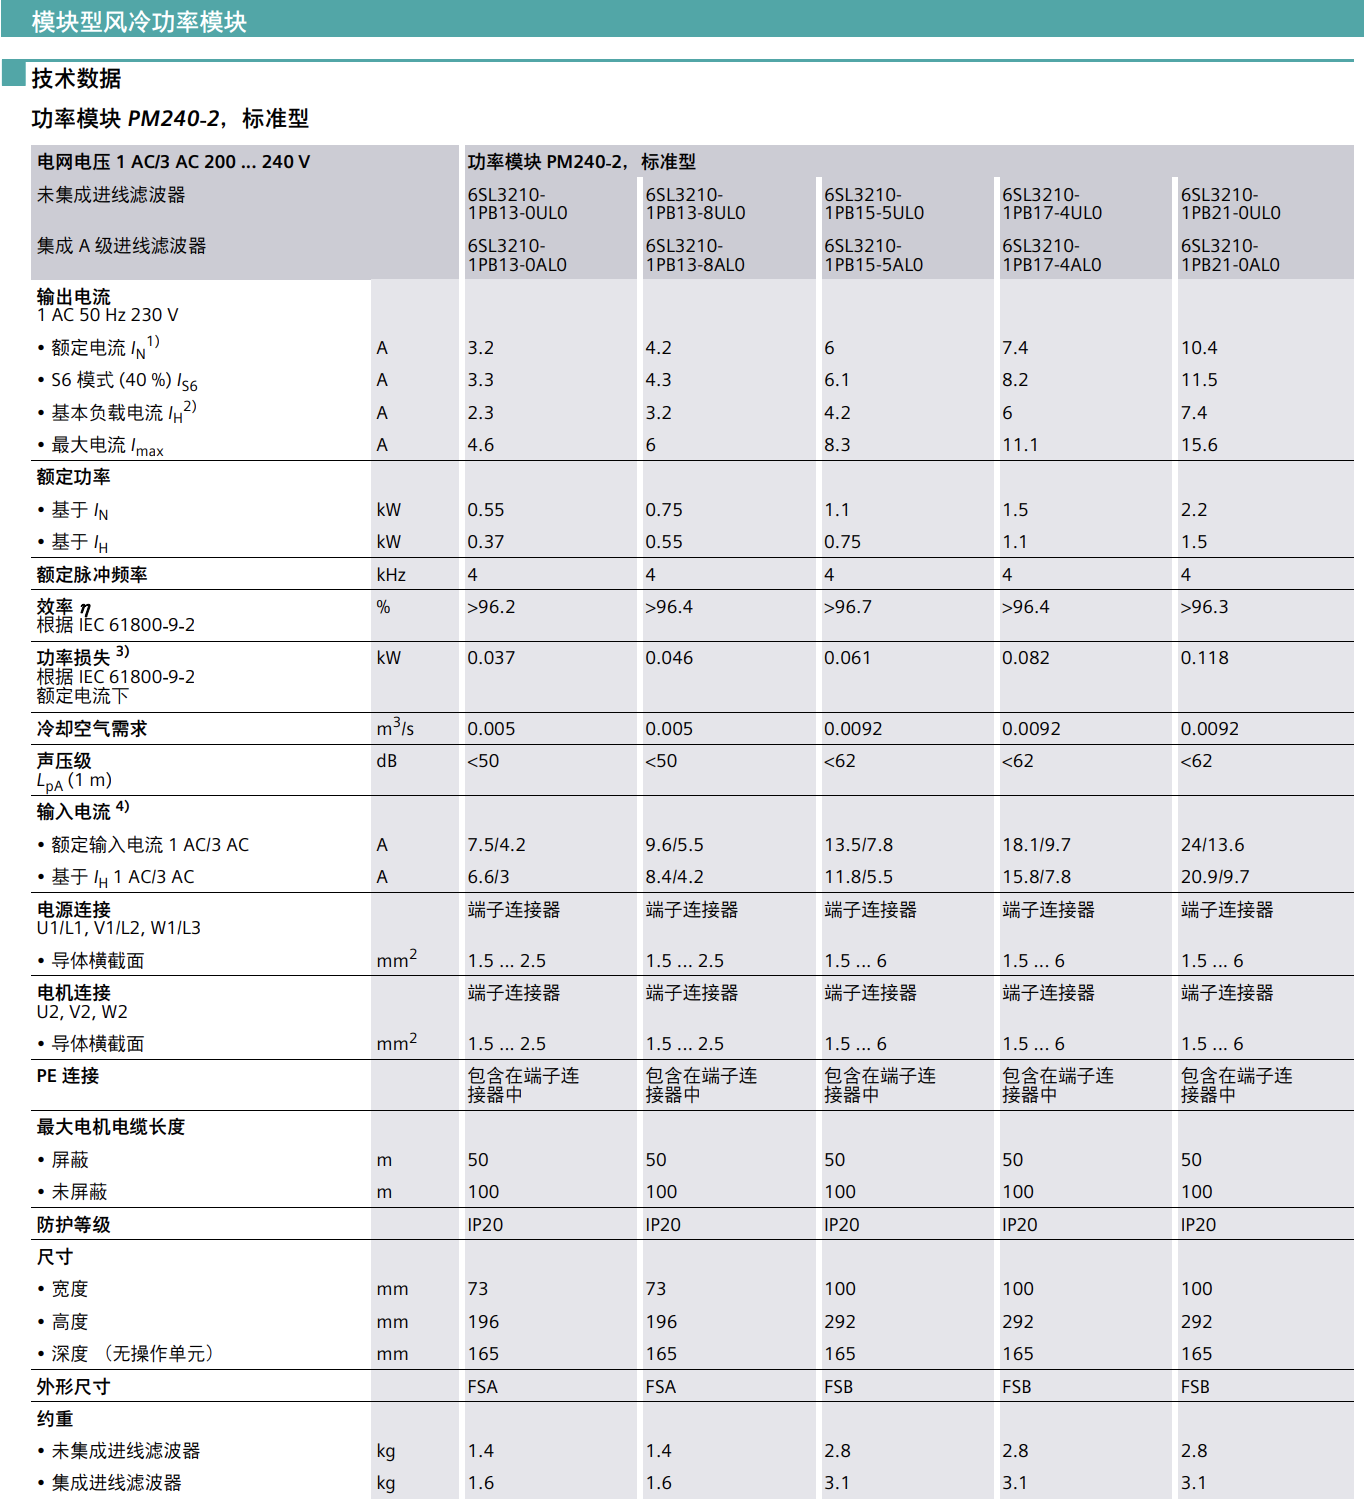 模块型风冷功率模块
技术数据
功率模块 PM240-2，标准型
电网电压 1 AC/3 AC 200 ... 240 V 功率模块 PM240-2，标准型
未集成进线滤波器 6SL3210- 6SL3210- 6SL3210- 6SL3210- 6SL3210-
1PB13-0UL0 1PB13-8UL0 1PB15-5UL0 1PB17-4UL0 1PB21-0UL0
集成 A 级进线滤波器 6SL3210- 6SL3210- 6SL3210- 6SL3210- 6SL3210-
1PB13-0AL0 1PB13-8AL0 1PB15-5AL0 1PB17-4AL0 1PB21-0AL0
输出电流
1 AC 50 Hz 230 V
• 额定电流 IN1) A 3.2 4.2 6 7.4 10.4
• S6 模式 (40 %) IS6 A 3.3 4.3 6.1 8.2 11.5
• 基本负载电流 IH2) A 2.3 3.2 4.2 6 7.4
• 最大电流 Imax A 4.6 6 8.3 11.1 15.6
额定功率
• 基于 IN kW 0.55 0.75 1.1 1.5 2.2
• 基于 IH kW 0.37 0.55 0.75 1.1 1.5
额定脉冲频率 kHz 4 4 4 4 4
效率 η % >96.2 >96.4 >96.7 >96.4 >96.3
根据 IEC 61800-9-2
功率损失 3) kW 0.037 0.046 0.061 0.082 0.118
根据 IEC 61800-9-2
额定电流下
冷却空气需求 m3/s 0.005 0.005 0.0092 0.0092 0.0092
声压级 dB <50 <50 <62 <62 <62
LpA (1 m)
输入电流 4)
• 额定输入电流 1 AC/3 AC A 7.5/4.2 9.6/5.5 13.5/7.8 18.1/9.7 24/13.6
• 基于 IH 1 AC/3 AC A 6.6/3 8.4/4.2 11.8/5.5 15.8/7.8 20.9/9.7
电源连接 端子连接器 端子连接器 端子连接器 端子连接器 端子连接器
U1/L1, V1/L2, W1/L3
• 导体横截面 mm2 1.5 ... 2.5 1.5 ... 2.5 1.5 ... 6 1.5 ... 6 1.5 ... 6
电机连接 端子连接器 端子连接器 端子连接器 端子连接器 端子连接器
U2, V2, W2
• 导体横截面 mm2 1.5 ... 2.5 1.5 ... 2.5 1.5 ... 6 1.5 ... 6 1.5 ... 6
PE 连接 包含在端子连 包含在端子连 包含在端子连 包含在端子连 包含在端子连
接器中 接器中 接器中 接器中 接器中
最大电机电缆长度
• 屏蔽 m 50 50 50 50 50
• 未屏蔽 m 100 100 100 100 100
防护等级 IP20 IP20 IP20 IP20 IP20
尺寸
• 宽度 mm 73 73 100 100 100
• 高度 mm 196 196 292 292 292
• 深度 （无操作单元） mm 165 165 165 165 165
外形尺寸 FSA FSA FSB FSB FSB
约重
• 未集成进线滤波器 kg 1.4 1.4 2.8 2.8 2.8
• 集成进线滤波器 kg 1.6 1.6 3.1 3.1 3.1